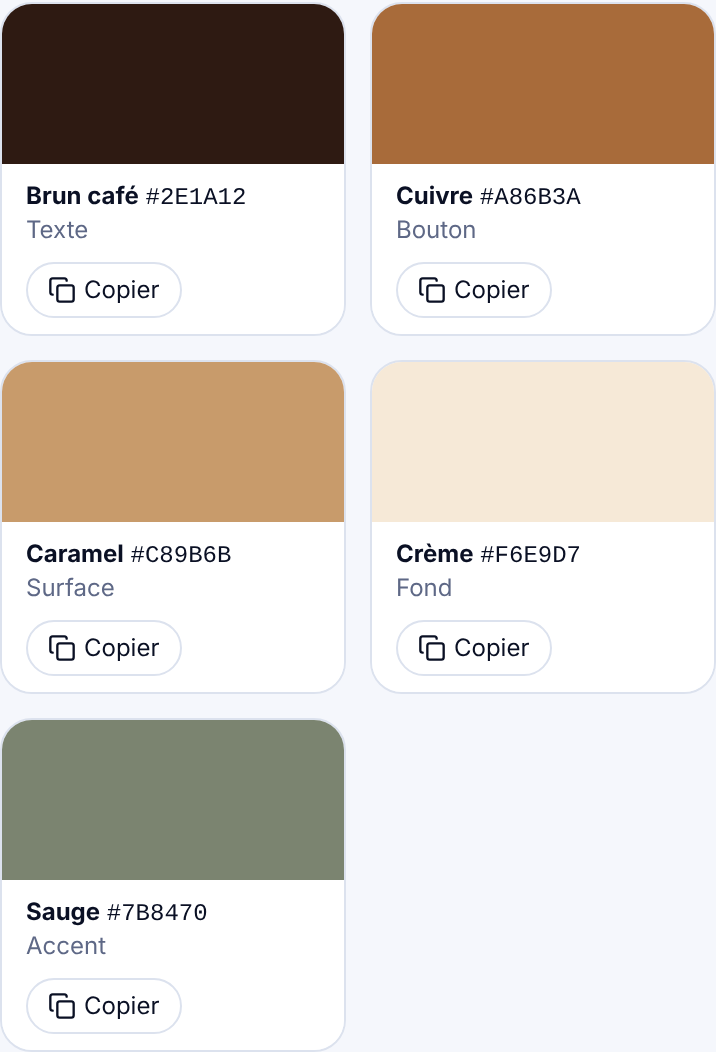 Brun café #2E1A12
Texte
Copier
Cuivre #A86B3A
Bouton
Copier
Caramel #C89B6B
Surface
Copier
Crème #F6E9D7
Fond
Copier
Sauge #7B8470
Accent
Copier